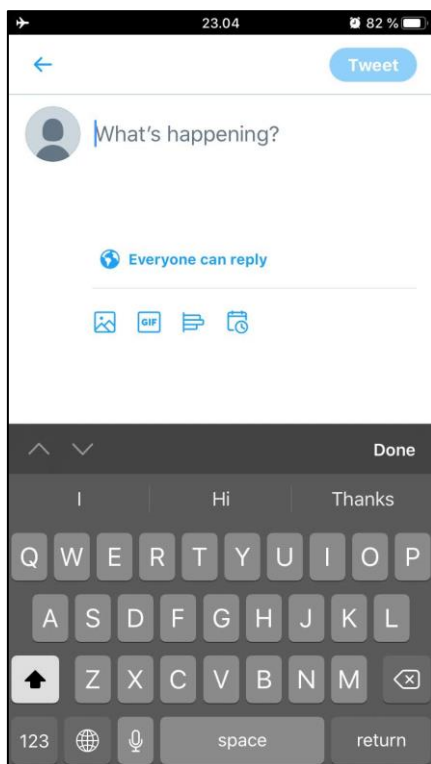 23.04 82 %
Tweet
What's happening?
Everyone can reply
GIF
Done
I Hi Thanks
Q W E R T Y U I O P
A S D F G H J K L
Z X C V B N M
123 space return